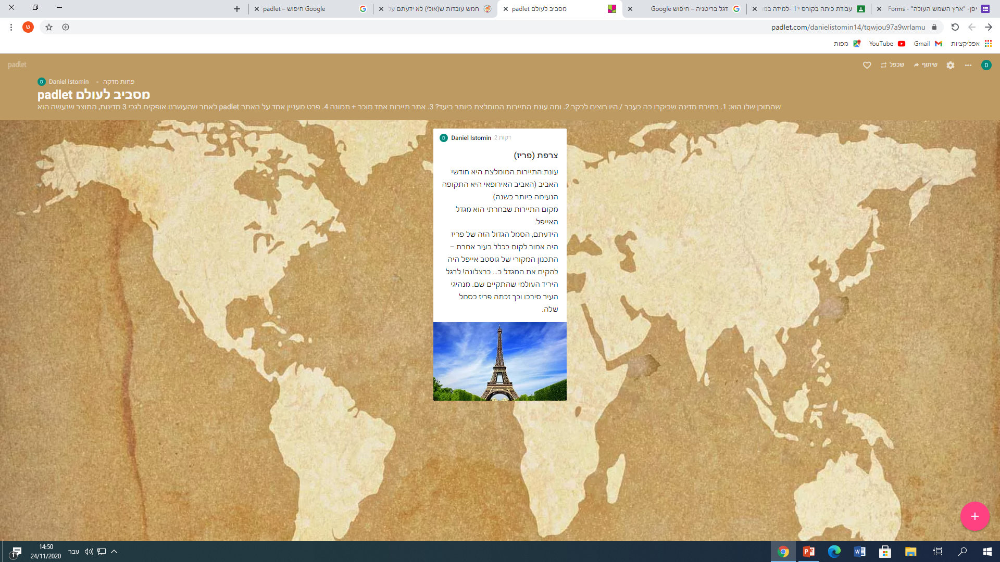 יפן- "ארץ השמש העולה" - Forms
עבודת כיתה בקורס י'1 -למידה במר
דגל בריטניה – חיפוש Google
מסביב לעולם padlet
חמש עובדות ש(אולי) לא ידעתם על
padlet – חיפוש Google
padlet.com/danielistomin14/tqwjou97a9wrlamu
ש
אפליקציות
Gmail
YouTube
מפות
padlet
שכפל
שיתוף
D
D Daniel Istomin • פחות מדקה
מסביב לעולם padlet
שהתוכן שלו הוא: 1. בחירת מדינה שביקרו בה בעבר / היו רוצים לבקר 2. ומה עונת התיירות המומלצת ביותר ביעד? 3. אתר תיירות אחד מוכר + תמונה 4. פרט מעניין אחד על האתר padlet לאחר שהעשרנו אופקים לגבי 3 מדינות, התוצר שנעשה הוא
D Daniel Istomin 2 דקות
צרפת (פריז)
עונת התיירות המומלצת היא חודשי
האביב (האביב האירופאי היא התקופה
הנעימה ביותר בשנה)
מקום התיירות שבחרתי הוא מגדל
האייפל.
הידעתם, הסמל הגדול הזה של פריז
היה אמור לקום בכלל בעיר אחרת –
התכנון המקורי של גוסטב אייפל היה
להקים את המגדל ב... ברצלונה! לרגל
היריד העולמי שהתקיים שם. מנהיגי
העיר סירבו וכך זכתה פריז בסמל
שלה.
14:50
24/11/2020
עבר
1